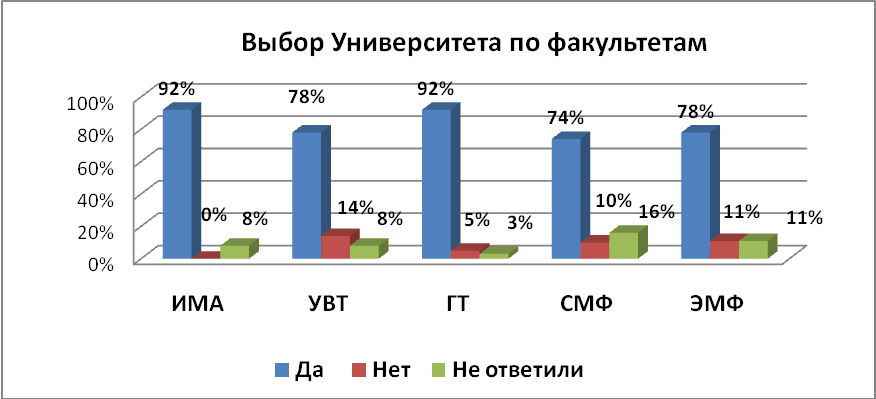 Выбор Университета по факультетам
92% 78% 92% 74% 78%
100%
80%
60%
40%
20%
0%
0% 8% 14% 8% 5% 3% 10% 16% 11% 11%
ИМА УВТ ГТ СМФ ЭМФ
Да Нет Не ответили